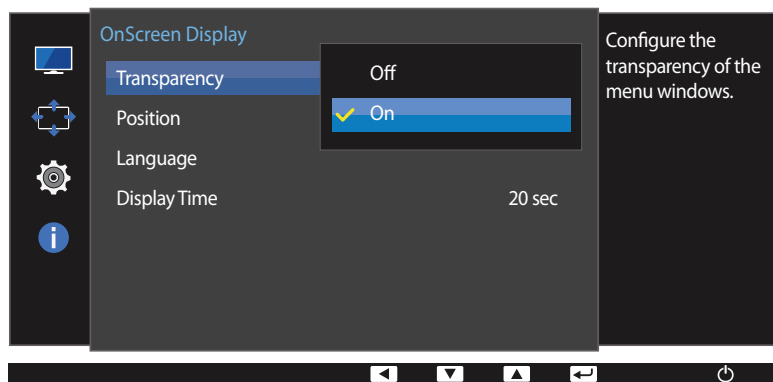 OnScreen Display
Transparency
Off
On
Position
Language
Display Time
20 sec
Configure the
transparency of the
menu windows.